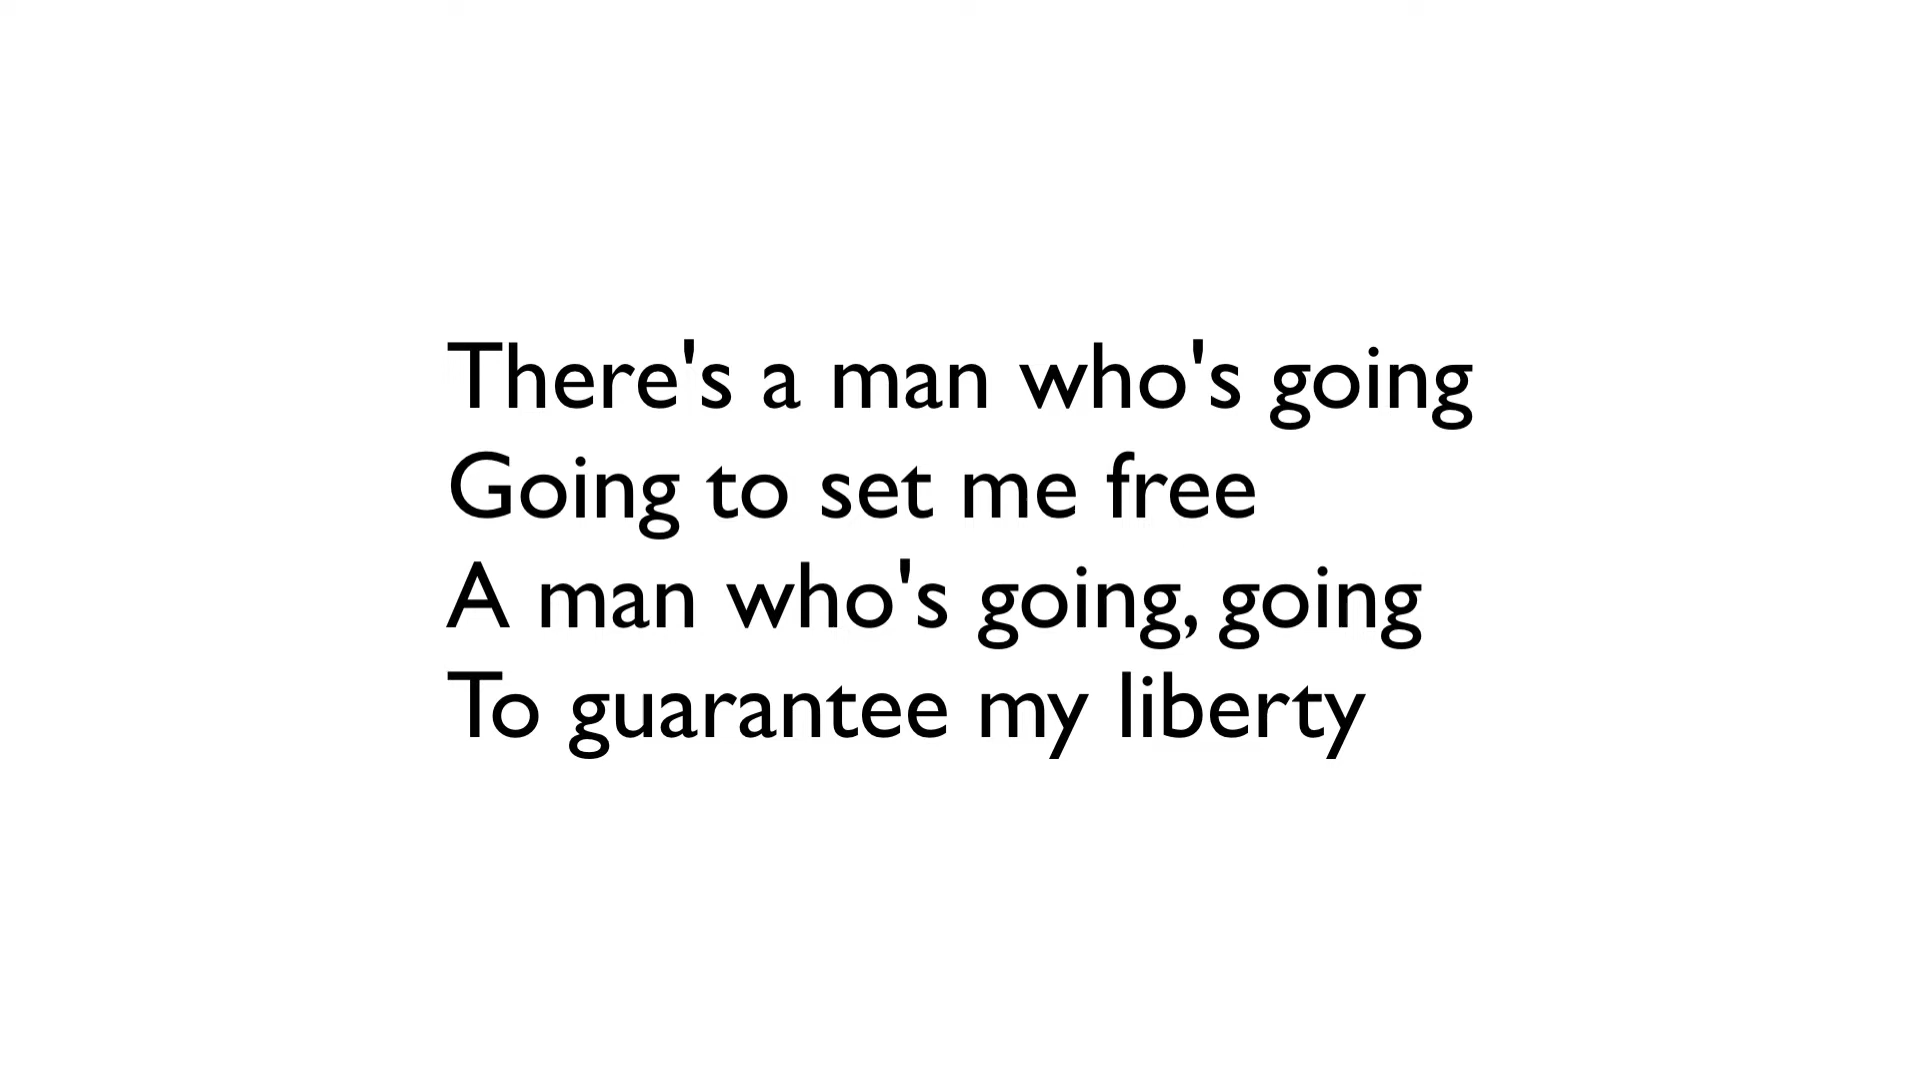 There's a man who's going
Going to set me free
A man who's going, going
To guarantee my liberty